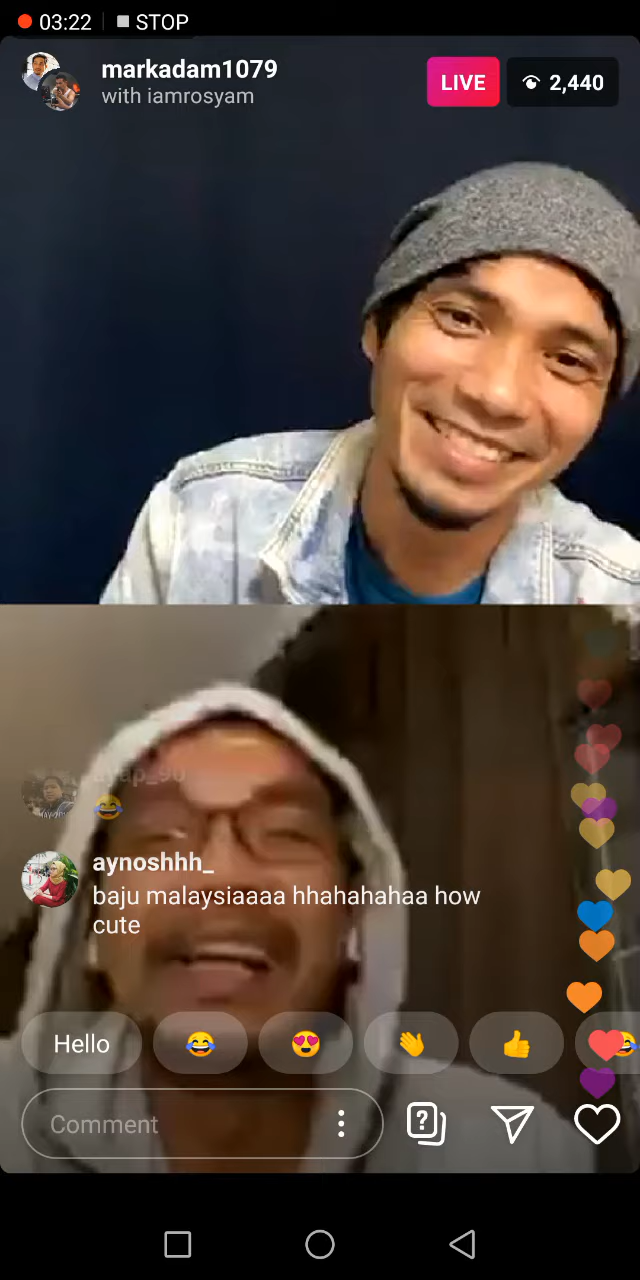 03:22 STOP
markadam1079
with iamrosyam
LIVE
2,440
aynoshhh_
baju malaysiaaaa hhahahahaa how
cute
Hello
Comment